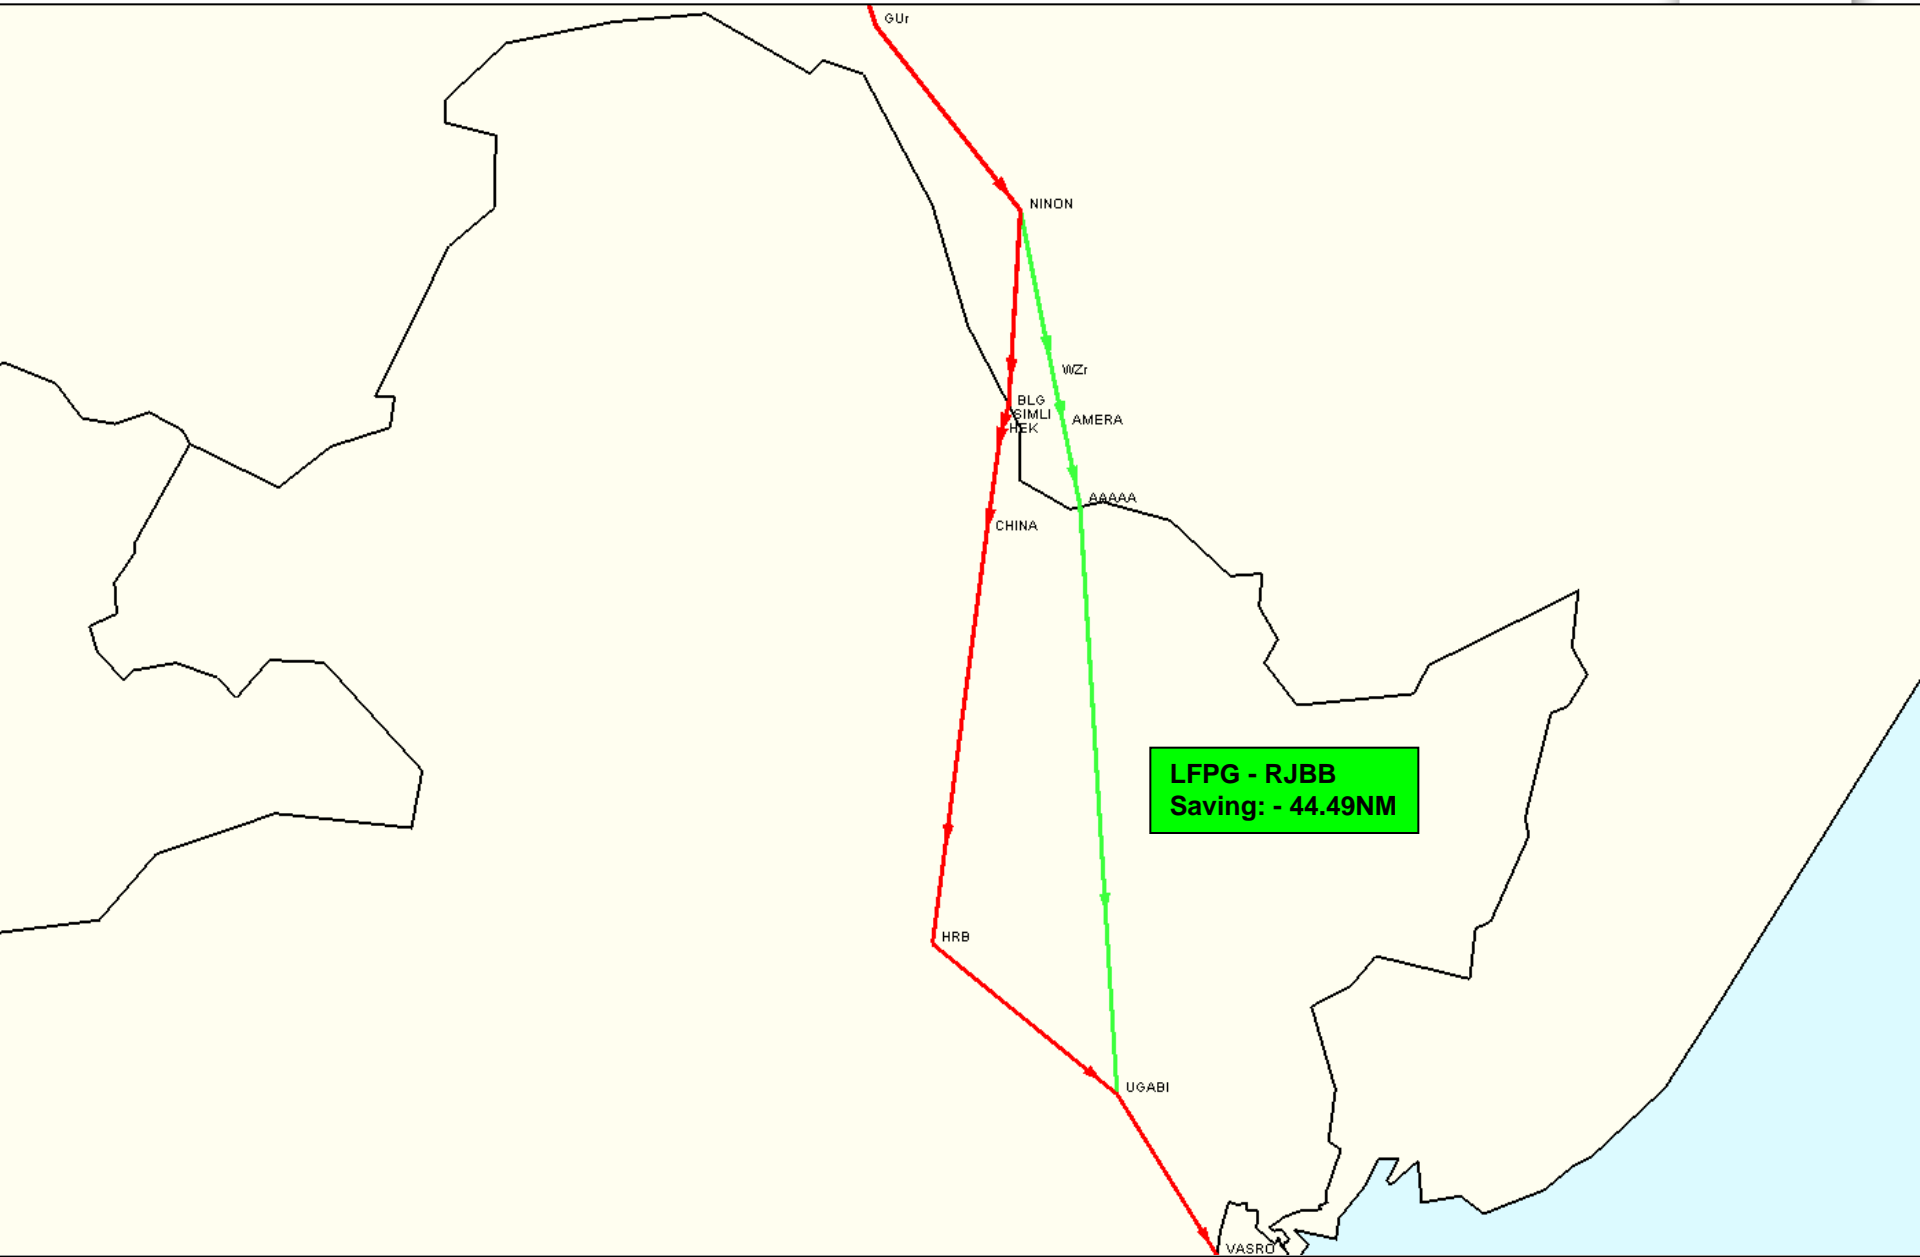 GUr
NINON
WZr
BLG
SIMLI
AMERA
HEK
AAAAA
CHINA
LFPG - RJBB
Saving: - 44.49NM
HRB
UGABI
VASRO